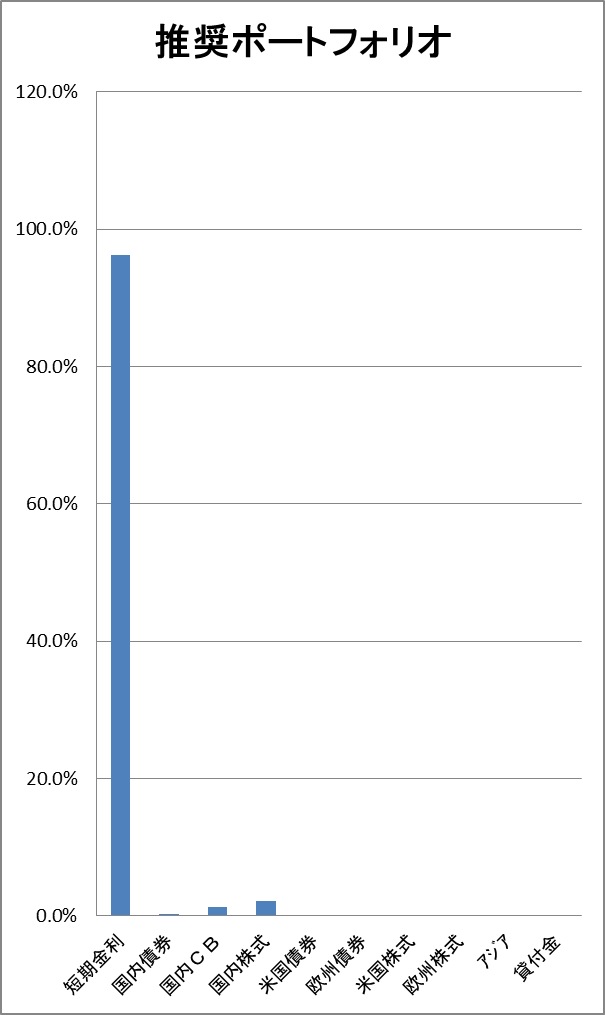 推奨ポートフォリオ
120.0%
100.0%
80.0%
60.0%
40.0%
20.0%
0.0%
短期金利
国内債券
国内ＣＢ
国内株式
米国債券
欧州債券
米国株式
欧州株式
ｱｼﾞｱ
貸付金